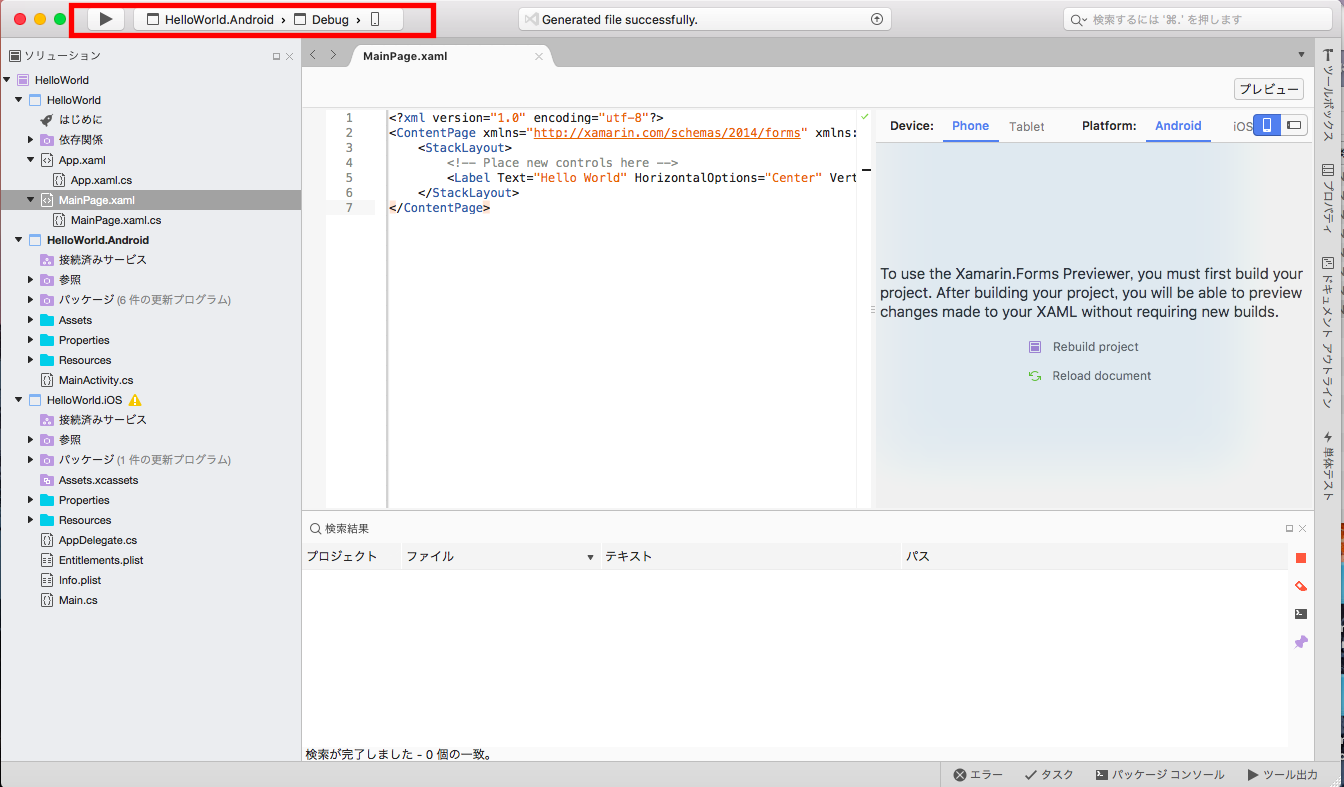 HelloWorld.Android › Debug ›
Generated file successfully.
検索するには '⌘.' を押します
ソリューション
HelloWorld
HelloWorld
はじめに
依存関係
App.xaml
App.xaml.cs
MainPage.xaml
MainPage.xaml.cs
HelloWorld.Android
接続済みサービス
参照
パッケージ (6 件の更新プログラム)
Assets
Properties
Resources
MainActivity.cs
HelloWorld.iOS
接続済みサービス
参照
パッケージ (1 件の更新プログラム)
Assets.xcassets
Properties
Resources
AppDelegate.cs
Entitlements.plist
Info.plist
Main.cs
MainPage.xaml
プレビュー
1 <?xml version="1.0" encoding="utf-8"?>
2 <ContentPage xmlns="http://xamarin.com/schemas/2014/forms" xmlns:
3 <StackLayout>
4 <!-- Place new controls here -->
5 <Label Text="Hello World" HorizontalOptions="Center" Vert
6 </StackLayout>
7 </ContentPage>
Device: Phone Tablet Platform: Android iOS
To use the Xamarin.Forms Previewer, you must first build your
project. After building your project, you will be able to preview
changes made to your XAML without requiring new builds.
Rebuild project
Reload document
検索結果
プロジェクト ファイル テキスト パス
検索が完了しました - 0 個の一致。
ツールボックス
プロパティ
ドキュメント アウトライン
単体テスト
エラー タスク パッケージ コンソール ツール出力